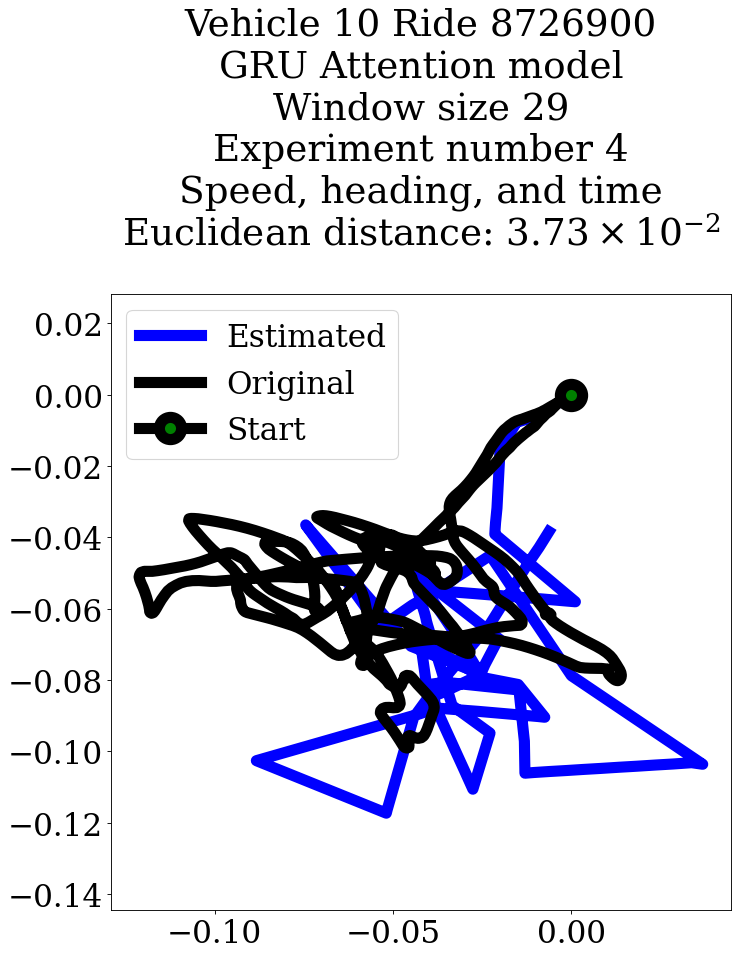 Vehicle 10 Ride 8726900
GRU Attention model
Window size 29
Experiment number 4
Speed, heading, and time
Euclidean distance: 3.73 × 10⁻²
Estimated
Original
Start
0.02
0.00
−0.02
−0.04
−0.06
−0.08
−0.10
−0.12
−0.14
−0.10
−0.05
0.00